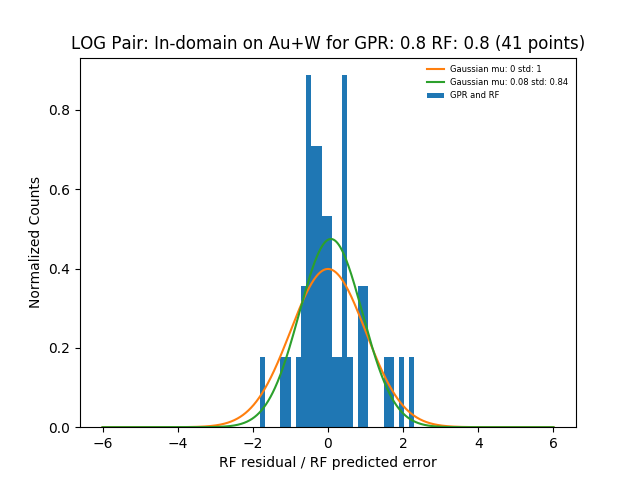 LOG Pair: In-domain on Au+W for GPR: 0.8 RF: 0.8 (41 points)
Gaussian mu: 0 std: 1
Gaussian mu: 0.08 std: 0.84
GPR and RF
Normalized Counts
0.8
0.6
0.4
0.2
0.0
−6 −4 −2 0 2 4 6
RF residual / RF predicted error